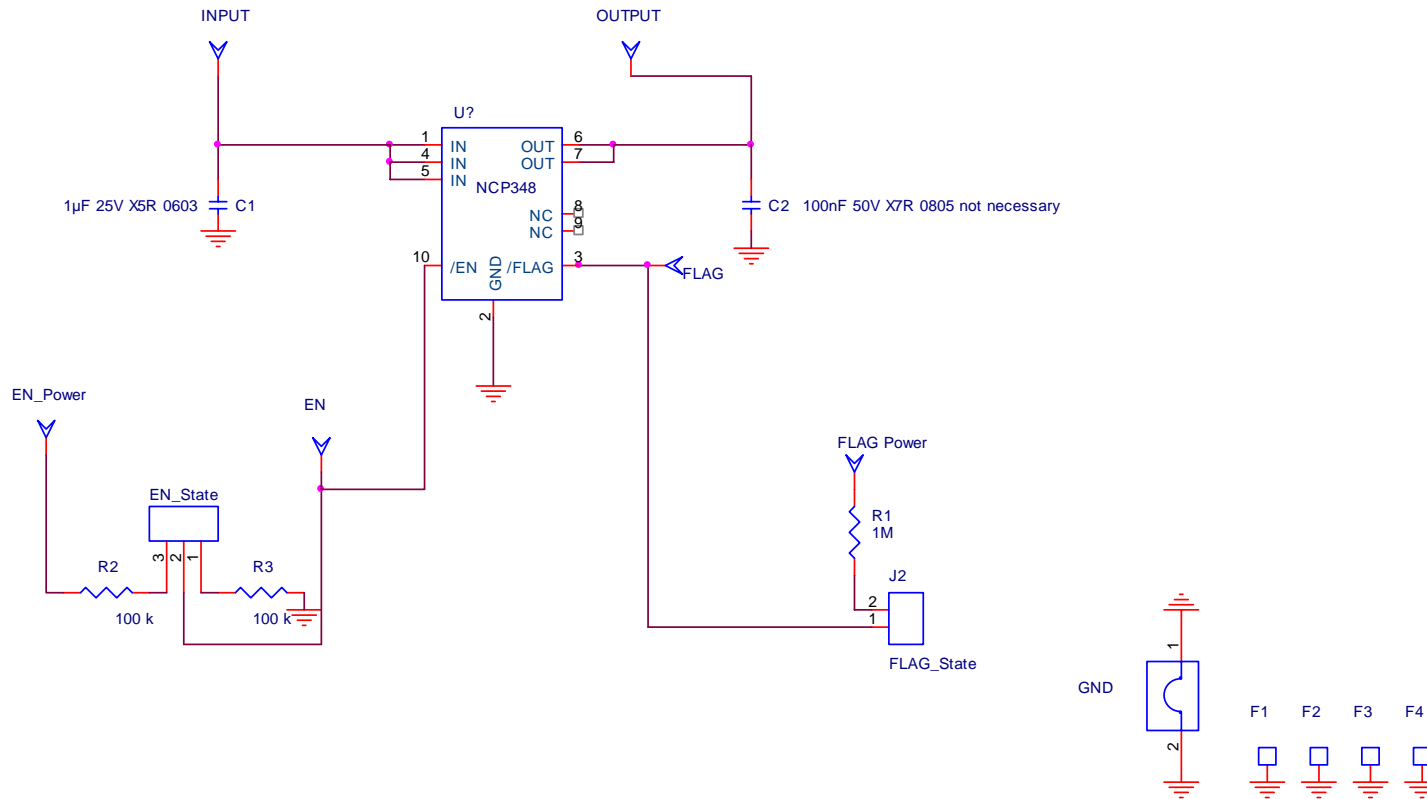 INPUT
OUTPUT
U?
1
IN
OUT
6
4
IN
OUT
7
5
IN
NCP348
1µF 25V X5R 0603
C1
NC
8
C2
100nF 50V X7R 0805 not necessary
NC
9
10
/EN
GND
/FLAG
3
FLAG
2
EN_Power
EN
FLAG Power
EN_State
R1
1M
3
2
1
R2
R3
J2
100 k
100 k
2
1
FLAG_State
1
GND
2
F1
F2
F3
F4